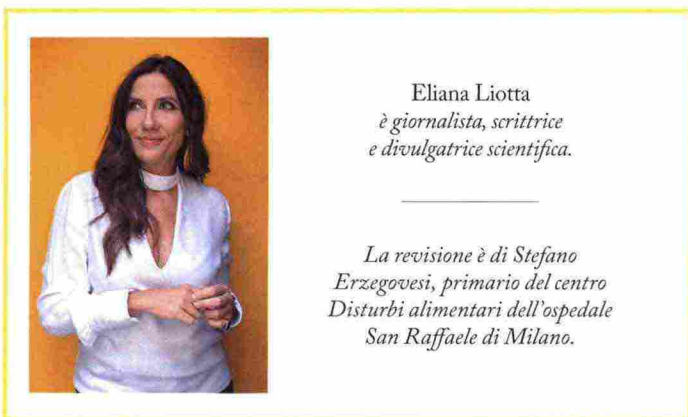 Eliana Liotta
è giornalista, scrittrice
e divulgatrice scientifica.
La revisione è di Stefano
Erzegovesi, primario del centro
Disturbi alimentari dell'ospedale
San Raffaele di Milano.